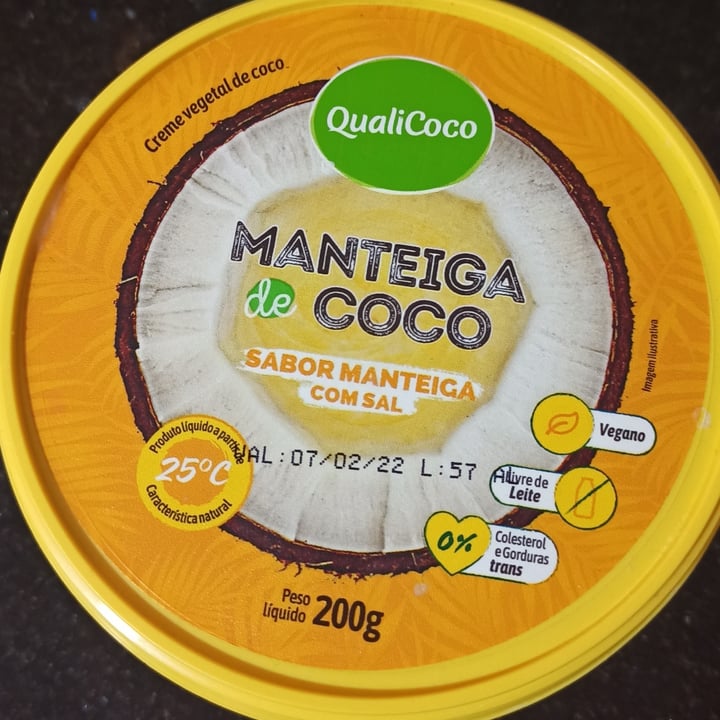 Creme vegetal de coco
QualiCoco
MANTEIGA
de COCO
SABOR MANTEIGA
COM SAL
Imagem ilustrativa
Produto líquido a partir de
25°C
Característica natural
VAL:07/02/22 L:57
Vegano
Livre de
Leite
0%
Colesterol
e Gorduras
trans
Peso
líquido 200g